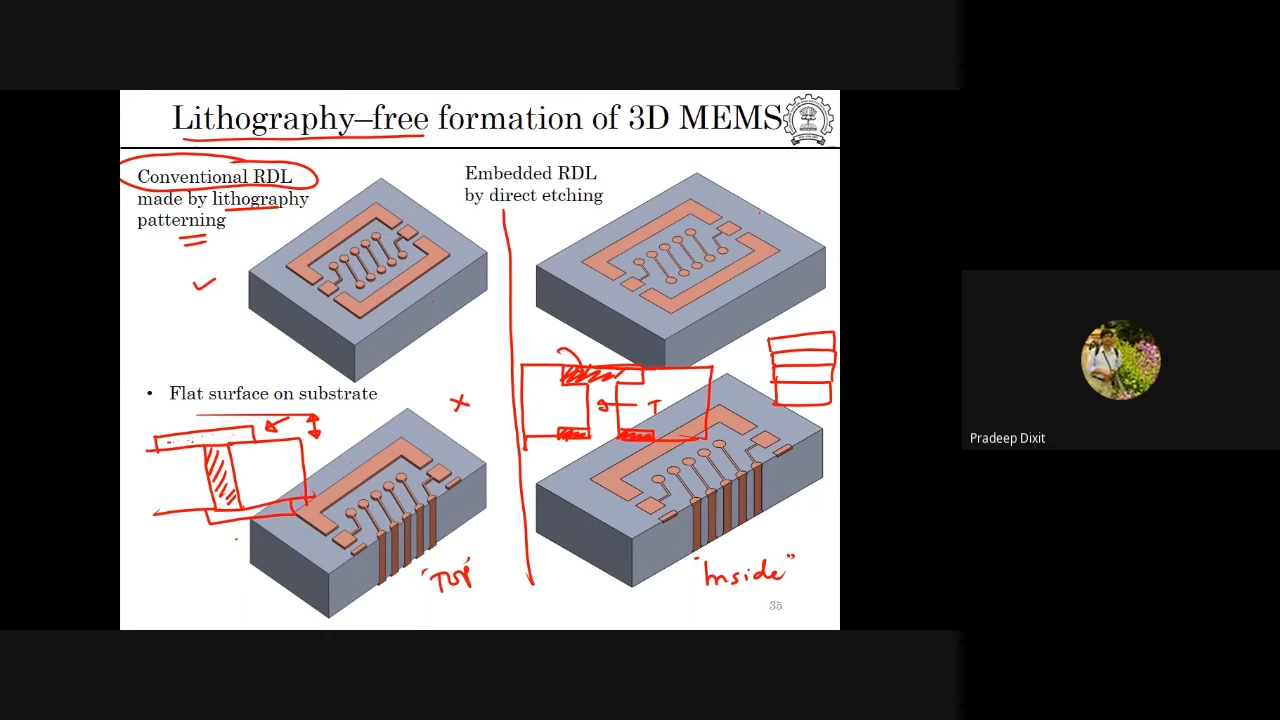 Lithography–free formation of 3D MEMS
Conventional RDL
made by lithography
patterning
Embedded RDL
by direct etching
• Flat surface on substrate
T
"TOP"
"Inside"
35
Pradeep Dixit